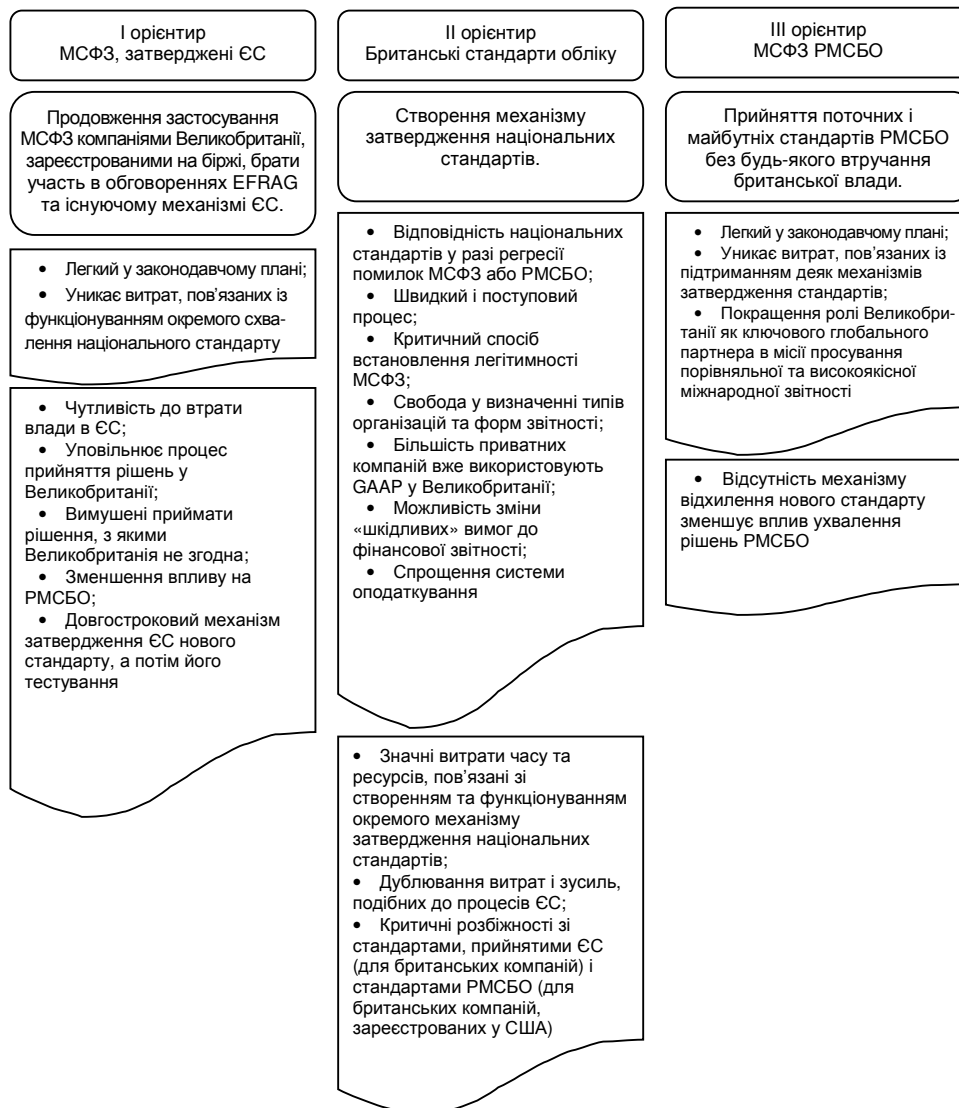 І орієнтир
МСФЗ, затверджені ЄС
Продовження застосування
МСФЗ компаніями Великобританії,
зареєстрованими на біржі, брати
участь в обговореннях EFRAG
та існуючому механізмі ЄС.
• Легкий у законодавчому плані;
• Уникає витрат, пов’язаних із
функціонуванням окремого схва-
лення національного стандарту
• Чутливість до втрати
влади в ЄС;
• Уповільнює процес
прийняття рішень у
Великобританії;
• Вимушені приймати
рішення, з якими
Великобританія не згодна;
• Зменшення впливу на
РМСБО;
• Довгостроковий механізм
затвердження ЄС нового
стандарту, а потім його
тестування
ІІ орієнтир
Британські стандарти обліку
Створення механізму
затвердження національних
стандартів.
• Відповідність національних
стандартів у разі регресії
помилок МСФЗ або РМСБО;
• Швидкий і поступовий
процес;
• Критичний спосіб
встановлення легітимності
МСФЗ;
• Свобода у визначенні типів
організацій та форм звітності;
• Більшість приватних
компаній вже використовують
GAAP у Великобританії;
• Можливість зміни
«шкідливих» вимог до
фінансової звітності;
• Спрощення системи
оподаткування
• Значні витрати часу та
ресурсів, пов’язані зі
створенням та функціонуванням
окремого механізму
затвердження національних
стандартів;
• Дублювання витрат і зусиль,
подібних до процесів ЄС;
• Критичні розбіжності зі
стандартами, прийнятими ЄС
(для британських компаній) і
стандартами РМСБО (для
британських компаній,
зареєстрованих у США)
ІІІ орієнтир
МСФЗ РМСБО
Прийняття поточних і
майбутніх стандартів РМСБО
без будь-якого втручання
британської влади.
• Легкий у законодавчому плані;
• Уникає витрат, пов’язаних із
підтриманням деяк механізмів
затвердження стандартів;
• Покращення ролі Великобри-
танії як ключового глобального
партнера в місії просування
порівняльної та високоякісної
міжнародної звітності
• Відсутність механізму
відхилення нового стандарту
зменшує вплив ухвалення
рішень РМСБО